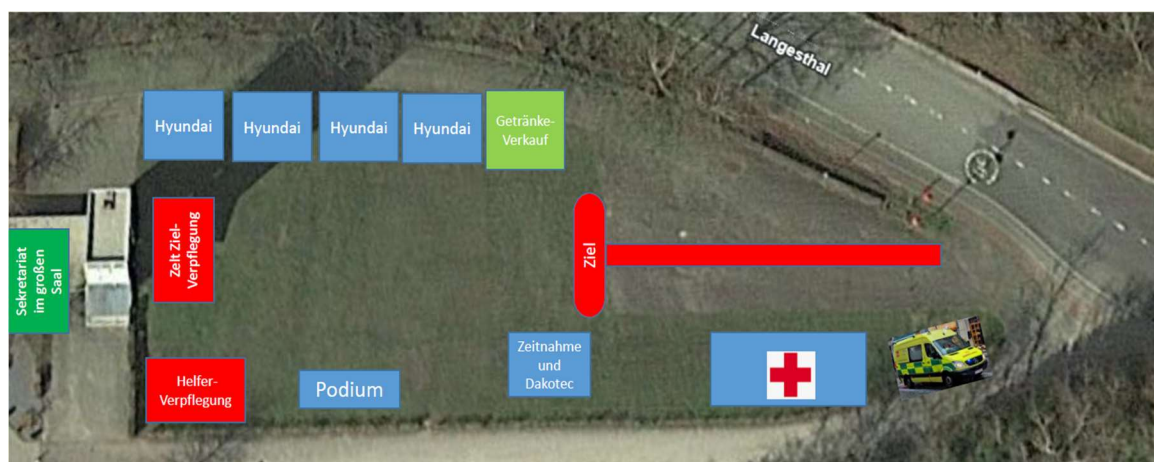 Langesthal
Hyundai
Hyundai
Hyundai
Hyundai
Getränke-
Verkauf
Zelt Ziel-
Verpflegung
Ziel
Sekretariat
im großen
Saal
Helfer-
Verpflegung
Podium
Zeitnahme
und
Dakotec